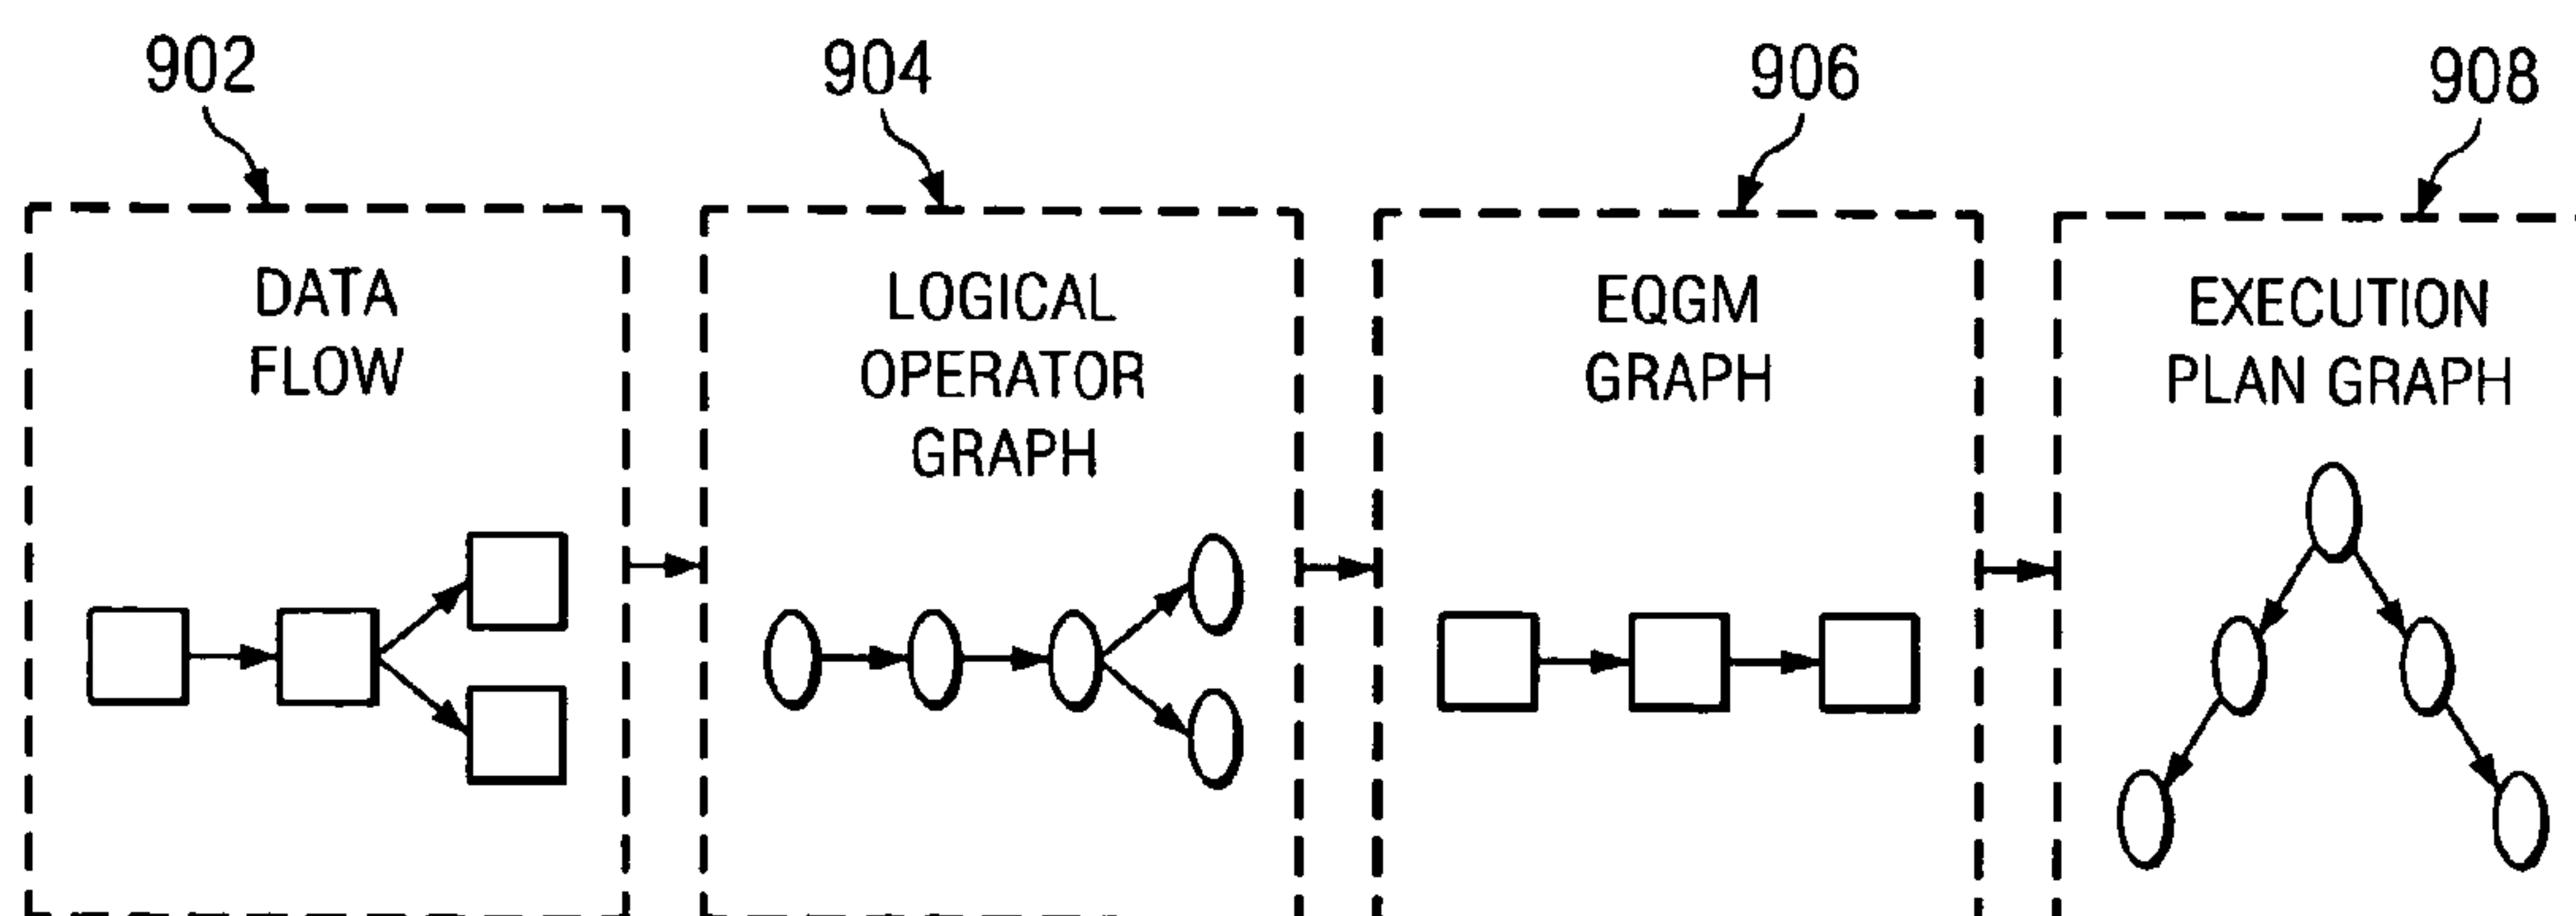 902
904
906
908
DATA
FLOW
LOGICAL
OPERATOR
GRAPH
EQGM
GRAPH
EXECUTION
PLAN GRAPH